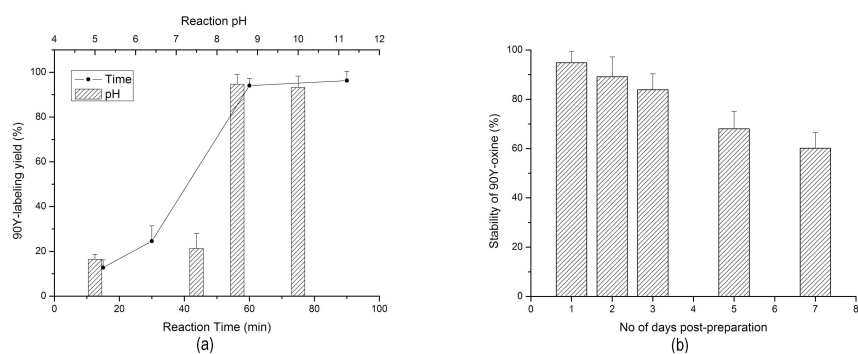 Reaction pH
4 5 6 7 8 9 10 11 12
100
80
60
40
20
0
90Y-labeling yield (%)
Time
pH
0 20 40 60 80 100
Reaction Time (min)
(a)
100
80
60
40
20
0
Stability of 90Y-oxine (%)
0 1 2 3 4 5 6 7 8
No of days post-preparation
(b)